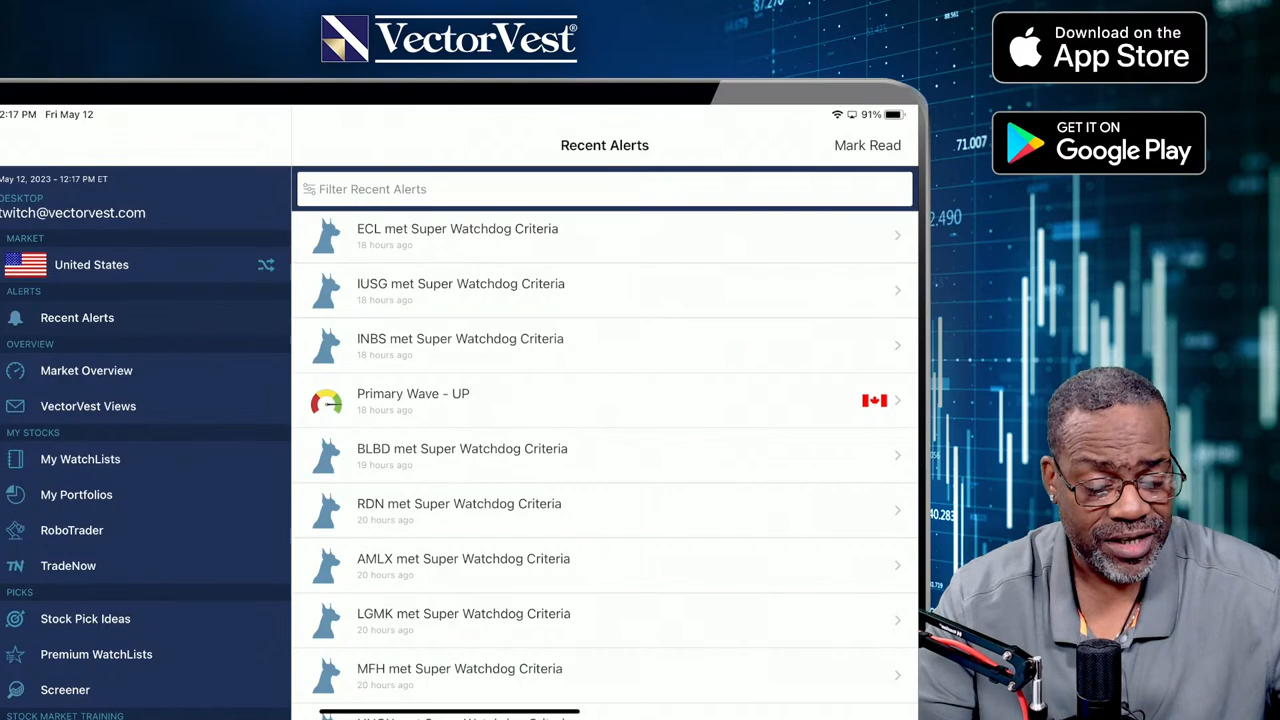 VectorVest®
Download on the
App Store
GET IT ON
Google Play
2:17 PM Fri May 12
91%
Recent Alerts
Mark Read
May 12, 2023 - 12:17 PM ET
DESKTOP
twitch@vectorvest.com
MARKET
United States
ALERTS
Recent Alerts
OVERVIEW
Market Overview
VectorVest Views
MY STOCKS
My WatchLists
My Portfolios
RoboTrader
TN TradeNow
PICKS
Stock Pick Ideas
Premium WatchLists
Screener
STOCK MARKET TRAINING
Filter Recent Alerts
ECL met Super Watchdog Criteria
18 hours ago
IUSG met Super Watchdog Criteria
18 hours ago
INBS met Super Watchdog Criteria
18 hours ago
Primary Wave - UP
18 hours ago
BLBD met Super Watchdog Criteria
19 hours ago
RDN met Super Watchdog Criteria
20 hours ago
AMLX met Super Watchdog Criteria
20 hours ago
LGMK met Super Watchdog Criteria
20 hours ago
MFH met Super Watchdog Criteria
20 hours ago
87.270
71.007
2.490
40.283